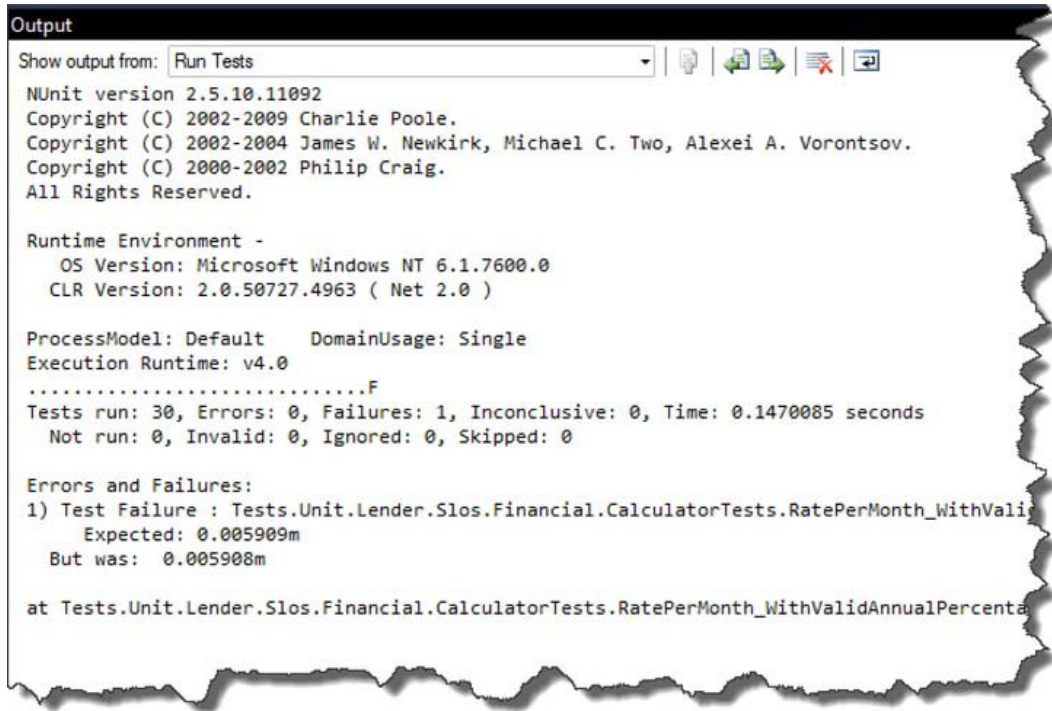 Output
Show output from: Run Tests
NUnit version 2.5.10.11092
Copyright (C) 2002-2009 Charlie Poole.
Copyright (C) 2002-2004 James W. Newkirk, Michael C. Two, Alexei A. Vorontsov.
Copyright (C) 2000-2002 Philip Craig.
All Rights Reserved.
Runtime Environment -
OS Version: Microsoft Windows NT 6.1.7600.0
CLR Version: 2.0.50727.4963 ( Net 2.0 )
ProcessModel: Default    DomainUsage: Single
Execution Runtime: v4.0
..............................F
Tests run: 30, Errors: 0, Failures: 1, Inconclusive: 0, Time: 0.1470085 seconds
Not run: 0, Invalid: 0, Ignored: 0, Skipped: 0
Errors and Failures:
1) Test Failure : Tests.Unit.Lender.Slos.Financial.CalculatorTests.RatePerMonth_WithVali
Expected: 0.005909m
But was:  0.005908m
at Tests.Unit.Lender.Slos.Financial.CalculatorTests.RatePerMonth_WithValidAnnualPercenta